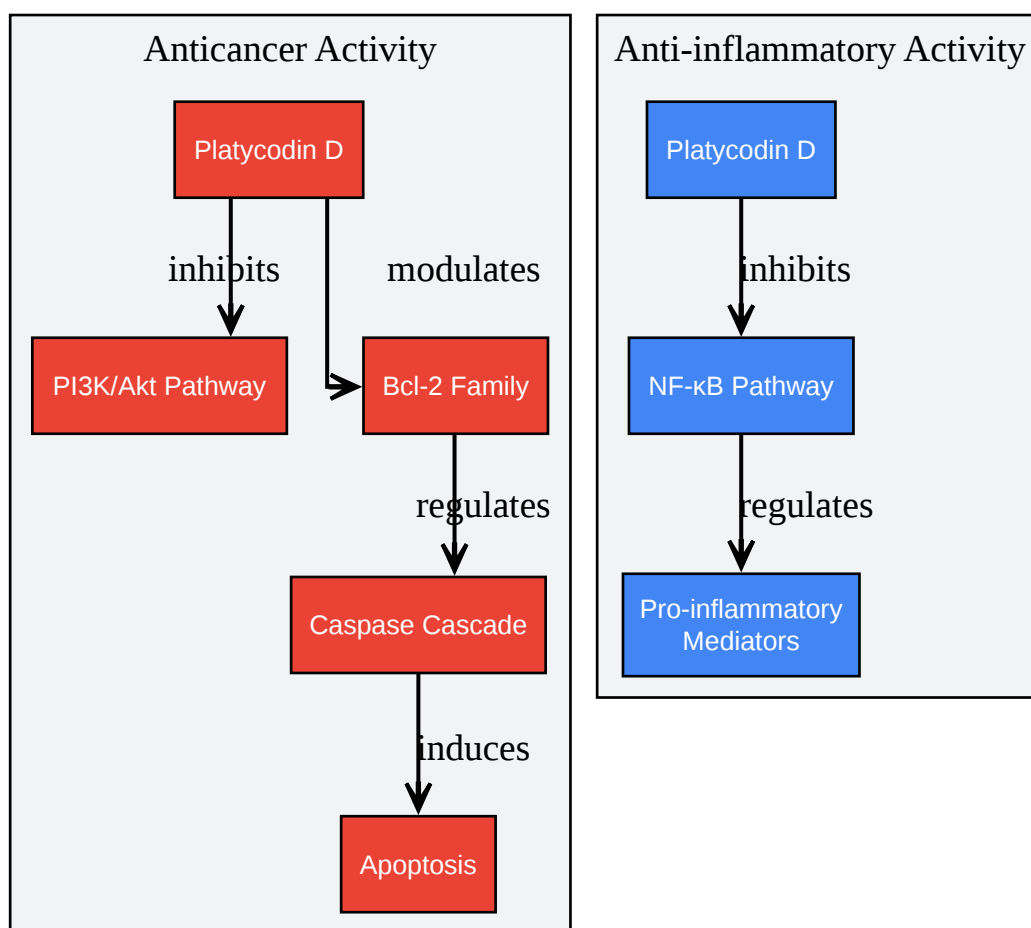 Anticancer Activity
Platycodin D
inhibits
modulates
PI3K/Akt Pathway
Bcl-2 Family
regulates
Caspase Cascade
induces
Apoptosis
Anti-inflammatory Activity
Platycodin D
inhibits
NF-κB Pathway
regulates
Pro-inflammatory
Mediators